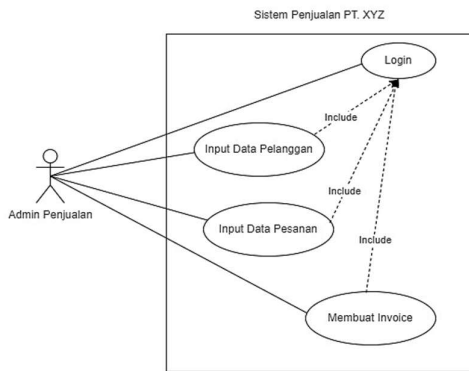 Sistem Penjualan PT. XYZ
Login
Include
Input Data Pelanggan
Include
Admin Penjualan
Input Data Pesanan
Include
Membuat Invoice